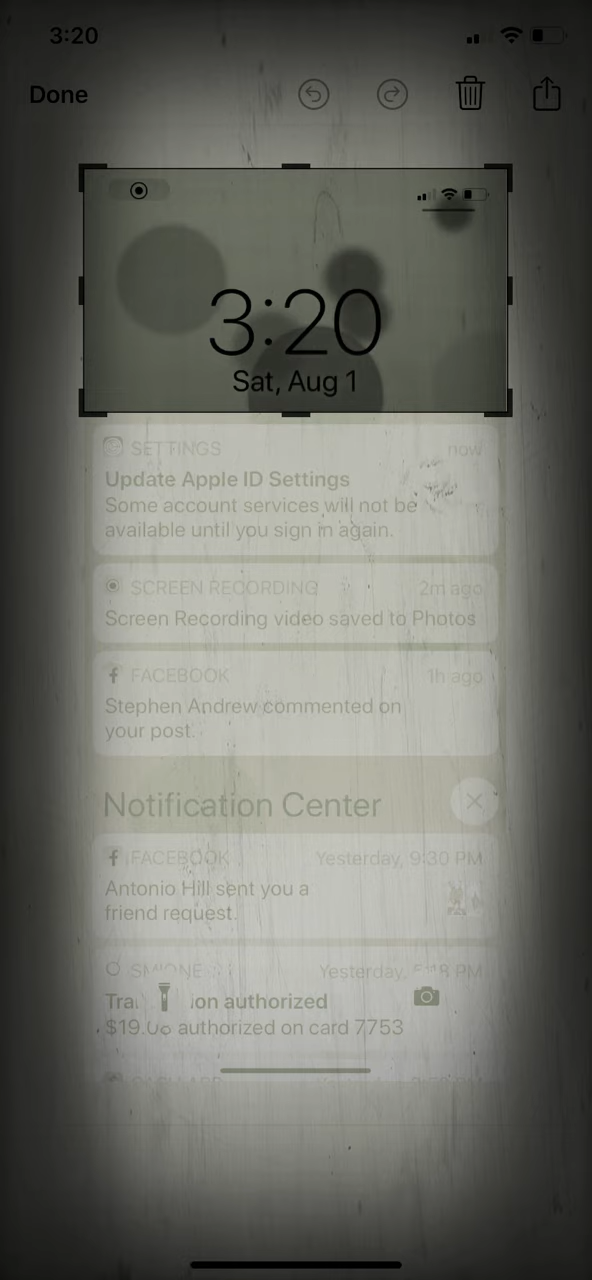 3:20
Done
3:20
Sat, Aug 1
SETTINGS now
Update Apple ID Settings
Some account services will not be
available until you sign in again.
SCREEN RECORDING 2m ago
Screen Recording video saved to Photos
FACEBOOK 1h ago
Stephen Andrew commented on
your post.
Notification Center
FACEBOOK Yesterday, 9:30 PM
Antonio Hill sent you a
friend request.
Yesterday, PM
authorized
authorized on card 7753